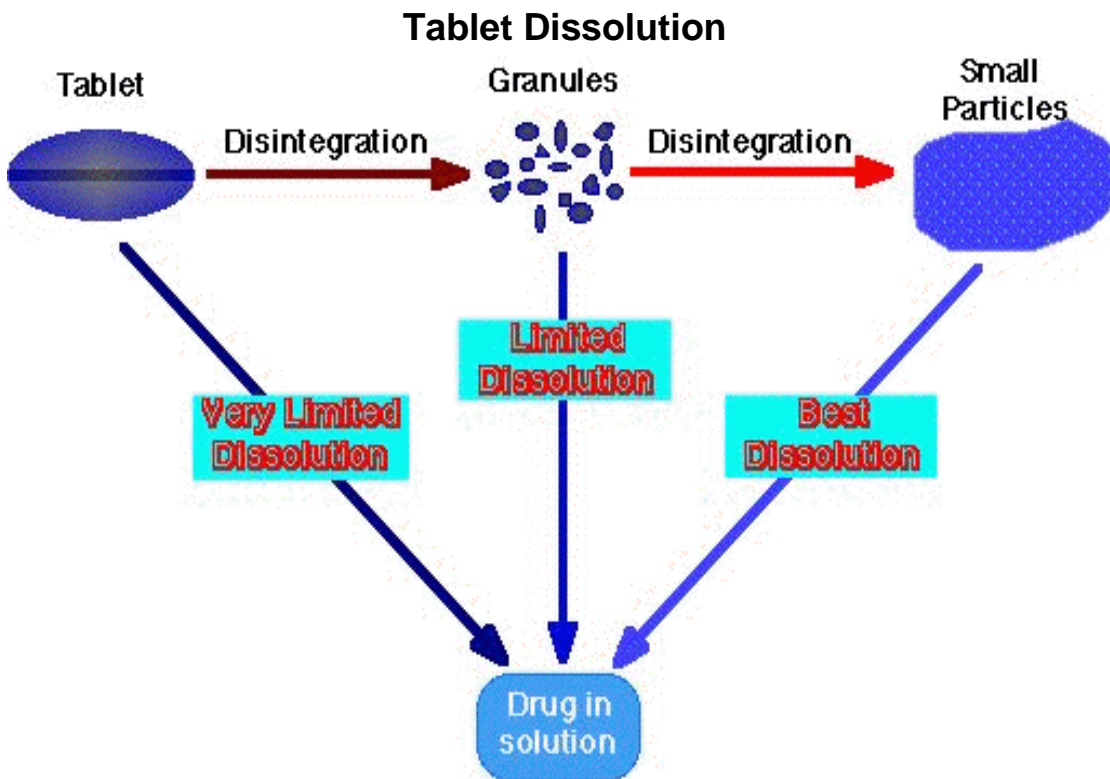 Tablet Dissolution
Tablet
Granules
Small
Particles
Disintegration
Disintegration
Limited
Dissolution
Very Limited
Dissolution
Best
Dissolution
Drug in
solution